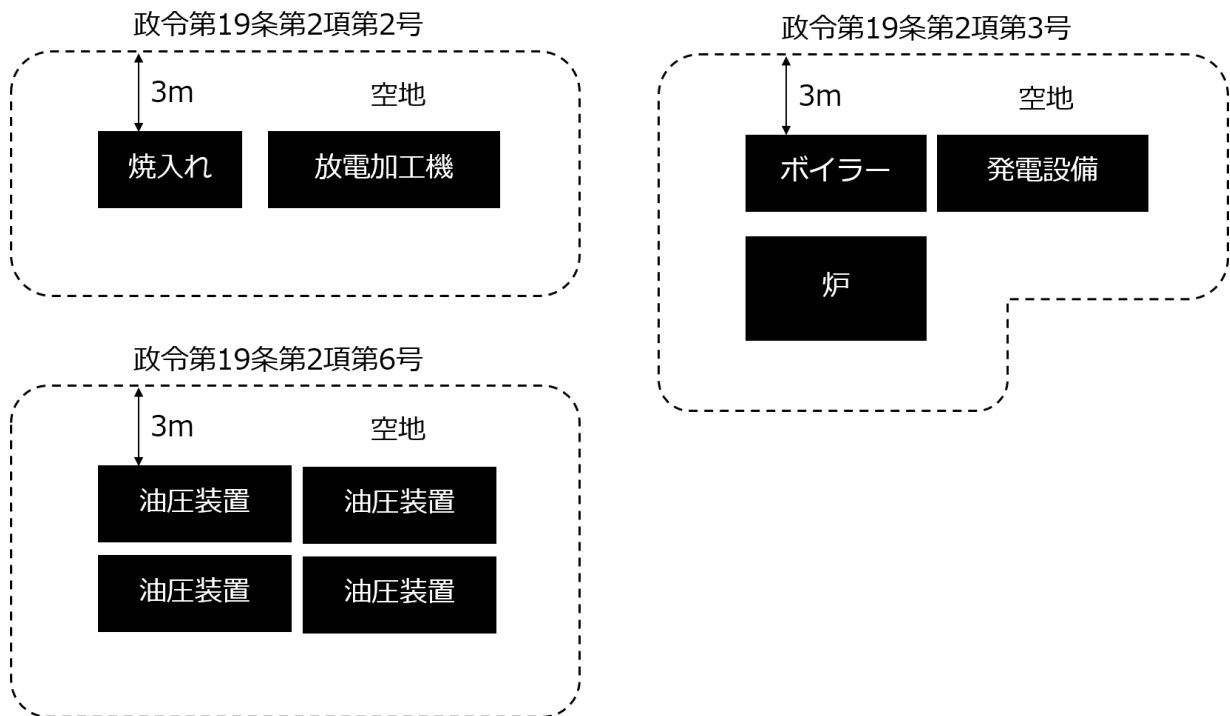 政令第19条第2項第2号
3m
空地
焼入れ
放電加工機
政令第19条第2項第3号
3m
空地
ボイラー
発電設備
炉
政令第19条第2項第6号
3m
空地
油圧装置
油圧装置
油圧装置
油圧装置